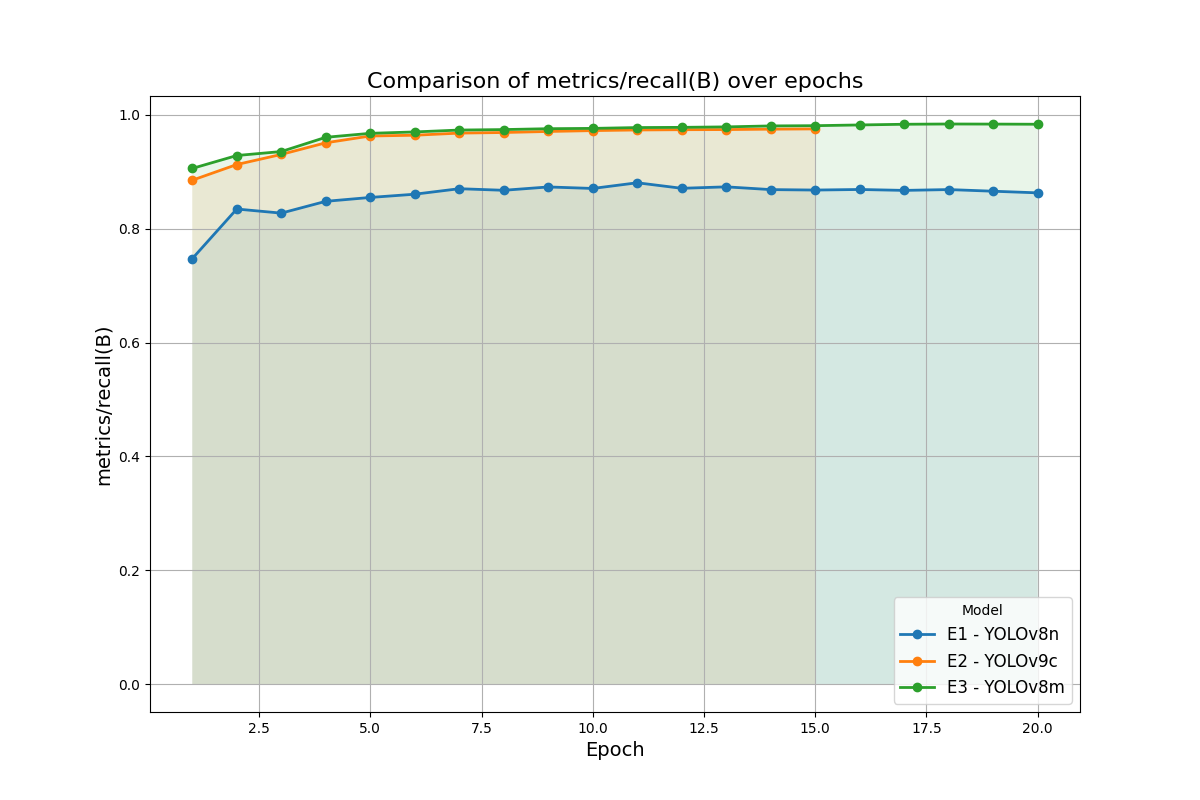 Comparison of metrics/recall(B) over epochs
metrics/recall(B)
1.0
0.8
0.6
0.4
0.2
0.0
2.5 5.0 7.5 10.0 12.5 15.0 17.5 20.0
Epoch
Model
E1 - YOLOv8n
E2 - YOLOv9c
E3 - YOLOv8m